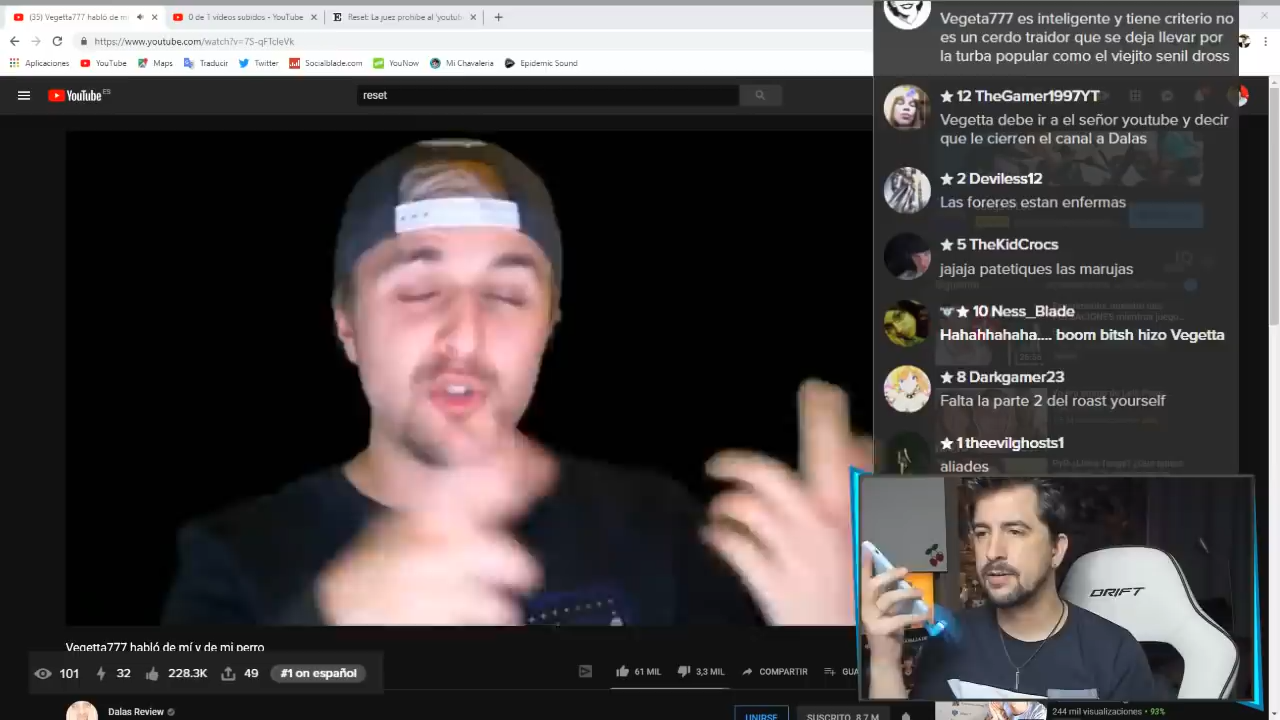 (35) Vegetta777 habló de mí
0 de 1 vídeos subidos - YouTube
Reset: La juez prohibe al 'youtub
https://www.youtube.com/watch?v=7S-qFTcleVk
Aplicaciones
YouTube
Maps
Traducir
Twitter
Socialblade.com
YouNow
Mi Chavaleria
Epidemic Sound
YouTube ES
reset
Vegeta777 es inteligente y tiene criterio no
es un cerdo traidor que se deja llevar por
la turba popular como el viejito senil dross
★ 12 TheGamer1997YT
Vegetta debe ir a el señor youtube y decir
que le cierren el canal a Dalas
★ 2 Deviless12
Las foreres estan enfermas
★ 5 TheKidCrocs
jajaja patetiques las marujas
★ 10 Ness_Blade
Hahahhahaha.... boom bitsh hizo Vegetta
★ 8 Darkgamer23
Falta la parte 2 del roast yourself
★ 1 theevilghosts1
aliades
DRIFT
Vegetta777 habló de mí y de mi perro
101 32 228.3K 49 #1 on español
61 MIL 3,3 MIL COMPARTIR GUA
Dalas Review
UNIRSE SUSCRITO 8,7 M
244 mil visualizaciones • 93%